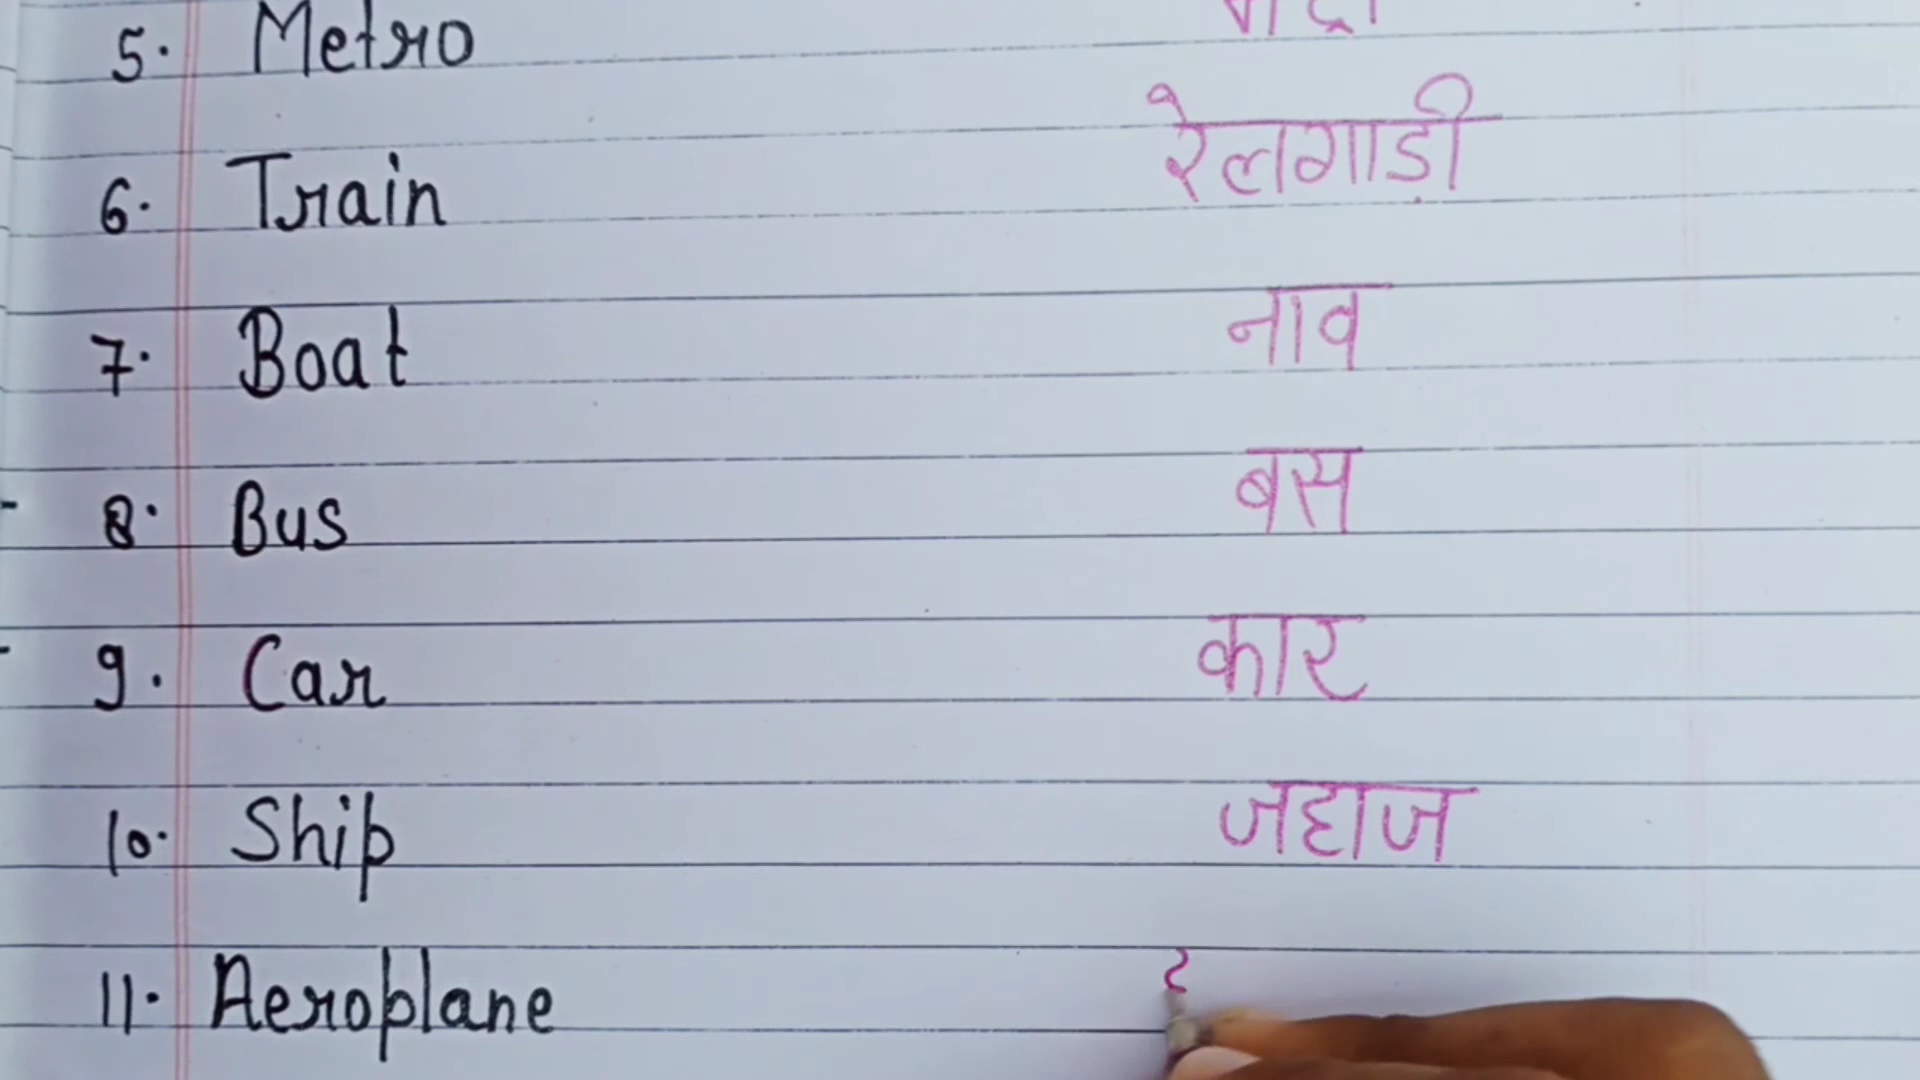 5. Metro
6. Train रेलगाड़ी
7. Boat नाव
8. Bus बस
9. Car कार
10. Ship जहाज
11. Aeroplane